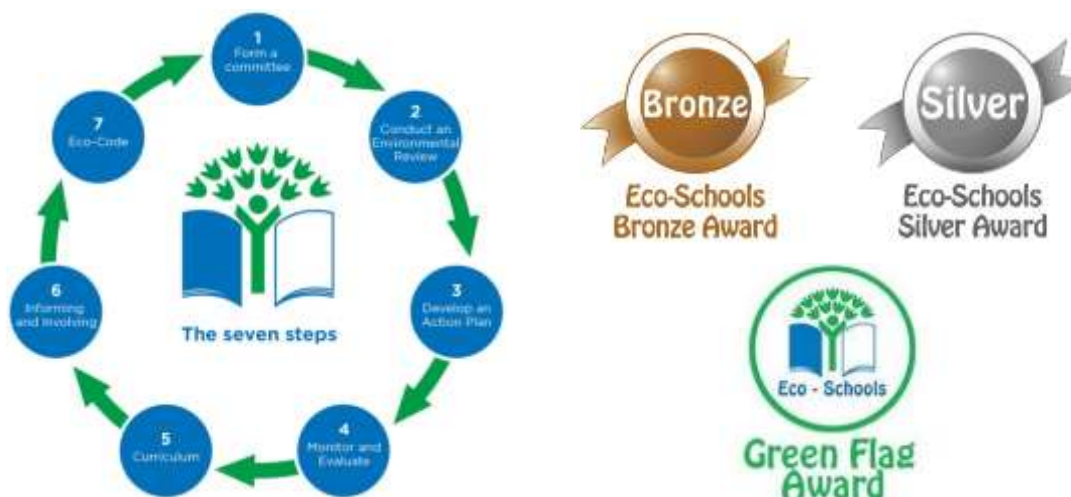 1
Form a
committee
2
Conduct an
Environmental
Review
3
Develop an
Action Plan
4
Monitor and
Evaluate
5
Curriculum
6
Informing
and Involving
7
Eco-Code
The seven steps
Bronze
Eco-Schools
Bronze Award
Silver
Eco-Schools
Silver Award
Eco - Schools
Green Flag
Award